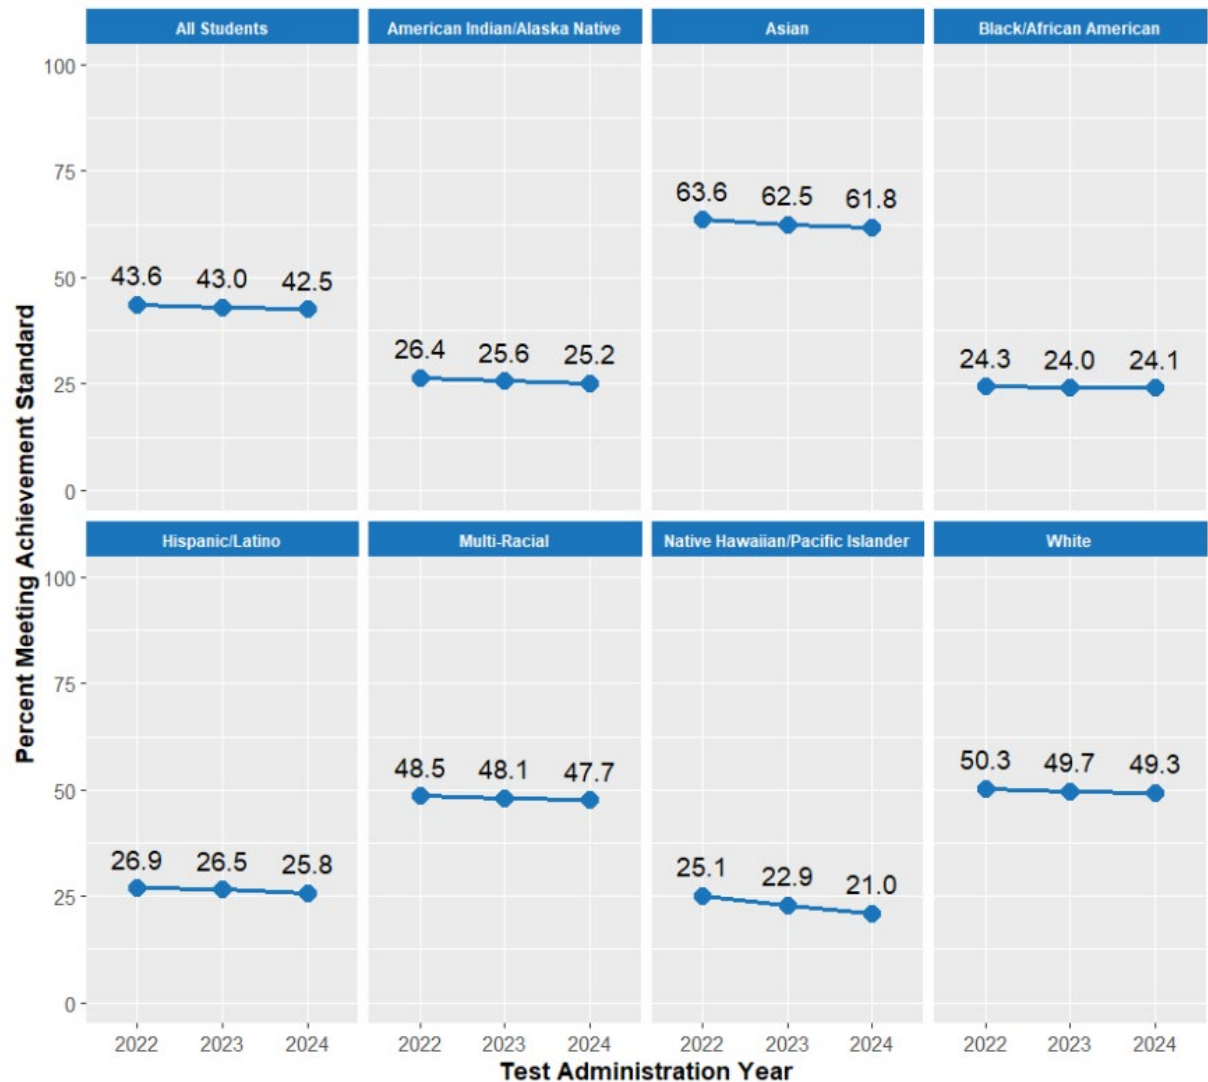 All Students American Indian/Alaska Native Asian Black/African American
100
75
63.6 62.5 61.8
50
43.6 43.0 42.5
26.4 25.6 25.2
24.3 24.0 24.1
25
0
Hispanic/Latino Multi-Racial Native Hawaiian/Pacific Islander White
100
75
50.3 49.7 49.3
48.5 48.1 47.7
50
26.9 26.5 25.8
25.1 22.9 21.0
25
0
2022 2023 2024 2022 2023 2024 2022 2023 2024 2022 2023 2024
Test Administration Year
Percent Meeting Achievement Standard